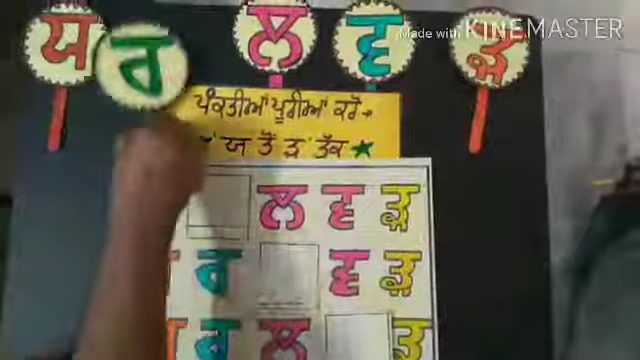 ਯ ਰ ਲ ਵ ੜ
Made with KINEMASTER
ਪੰਕਤੀਆਂ ਪੂਰੀਆਂ ਕਰੋ→
ਯ ਤੋਂ ੜ ਤੱਕ ★
ਲ ਵ ੜ
ਰ ਵ ੜ
ਰ ਲ ੜ